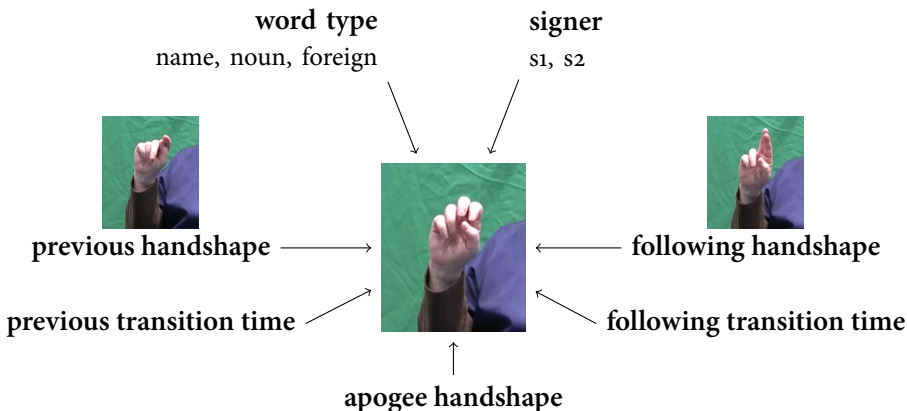 word type
name, noun, foreign
signer
s1, s2
previous handshape
following handshape
previous transition time
following transition time
apogee handshape